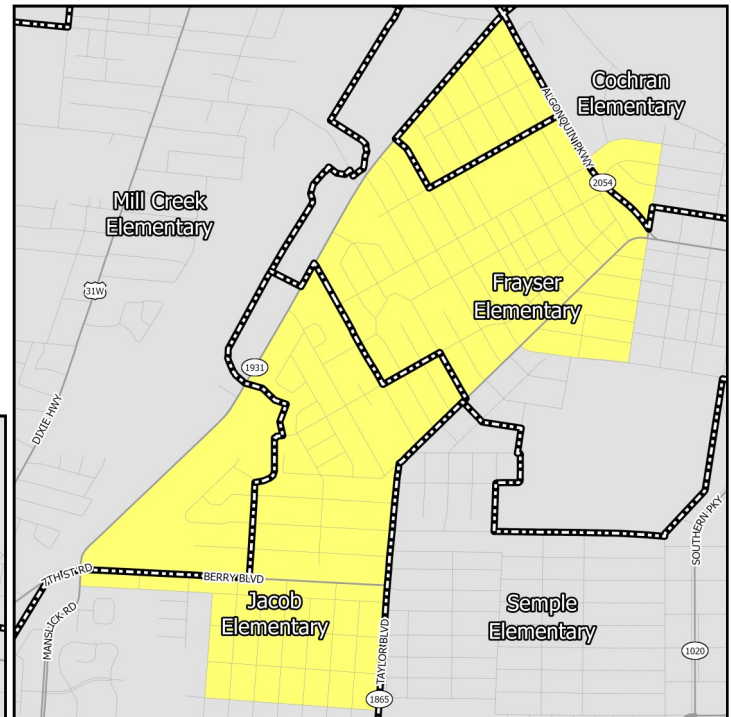 Cochran
Elementary
ALGONQUIN PKWY
2054
Mill Creek
Elementary
Frayser
Elementary
31W
1931
DIXIE HWY
SOUTHERN PKY
7TH ST RD
BERRY BLVD
MANSLICK RD
Jacob
Elementary
Semple
Elementary
TAYLOR BLVD
1020
1865